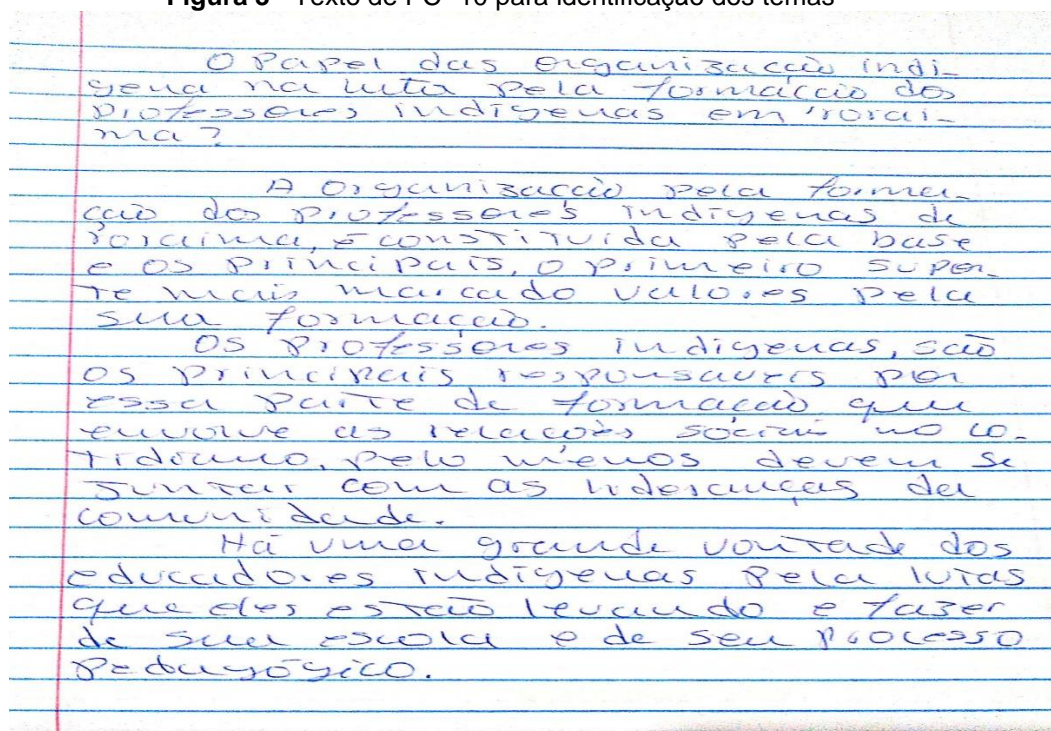 Figura 3 - Texto de PG 10 para identificação dos temas
O Papel das organização indi-
gena na luta pela formação dos
professores indígenas em rorai-
ma?
A organização pela forma-
ção dos professores indígenas de
roraima, é constituida pela base
e os principais, o primeiro super-
te mais marcado valores pela
sua formação.
Os professores indigenas, são
os principais responsaveis por
essa parte de formação que
envolve as relações sociais no co-
tidiano, pelo menos devem se
juntar com as lideranças da
comunidade.
Há uma grande vontade dos
educadores indígenas pela lutas
que eles estão levando e fazer
de sua escola e de seu processo
pedagógico.